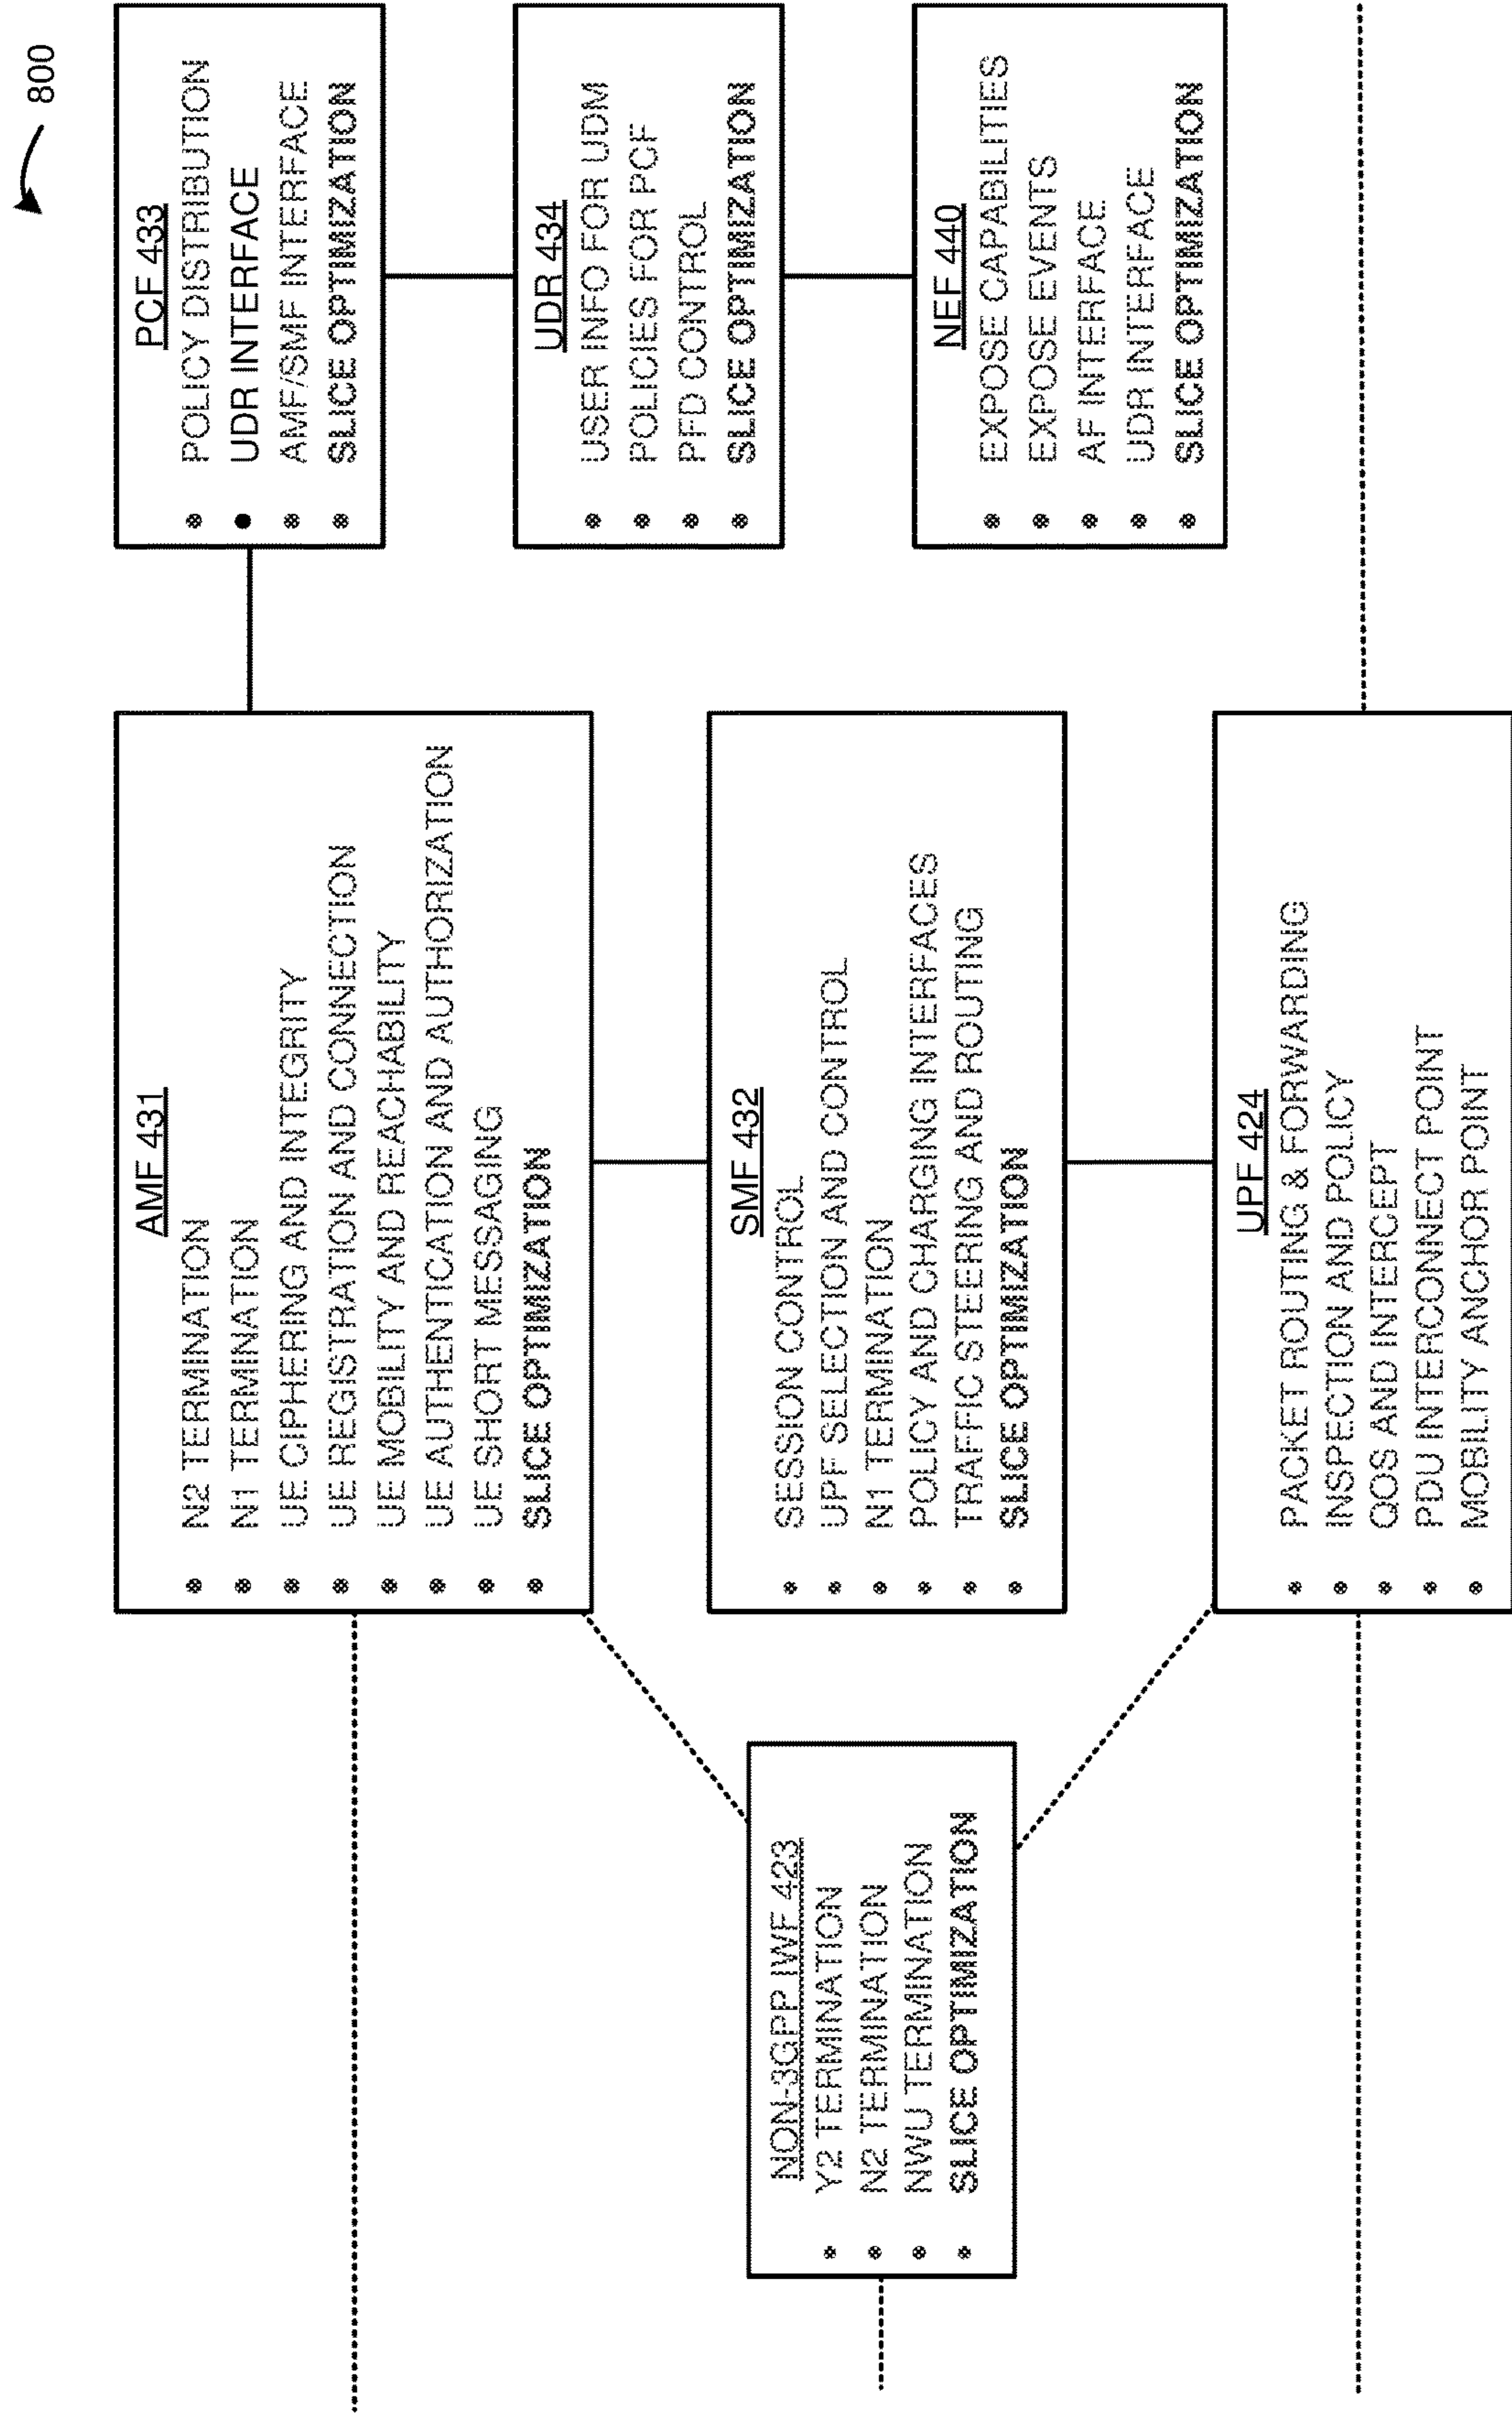 800
NON-3GPP IWF 423
• Y2 TERMINATION
• N2 TERMINATION
• NWU TERMINATION
• SLICE OPTIMIZATION
AMF 431
• N2 TERMINATION
• N1 TERMINATION
• UE CIPHERING AND INTEGRITY
• UE REGISTRATION AND CONNECTION
• UE MOBILITY AND REACHABILITY
• UE AUTHENTICATION AND AUTHORIZATION
• UE SHORT MESSAGING
• SLICE OPTIMIZATION
SMF 432
• SESSION CONTROL
• UPF SELECTION AND CONTROL
• N1 TERMINATION
• POLICY AND CHARGING INTERFACES
• TRAFFIC STEERING AND ROUTING
• SLICE OPTIMIZATION
UPF 424
• PACKET ROUTING & FORWARDING
• INSPECTION AND POLICY
• QOS AND INTERCEPT
• PDU INTERCONNECT POINT
• MOBILITY ANCHOR POINT
PCF 433
• POLICY DISTRIBUTION
• UDR INTERFACE
• AMF/SMF INTERFACE
• SLICE OPTIMIZATION
UDR 434
• USER INFO FOR UDM
• POLICIES FOR PCF
• PFD CONTROL
• SLICE OPTIMIZATION
NEF 440
• EXPOSE CAPABILITIES
• EXPOSE EVENTS
• AF INTERFACE
• UDR INTERFACE
• SLICE OPTIMIZATION